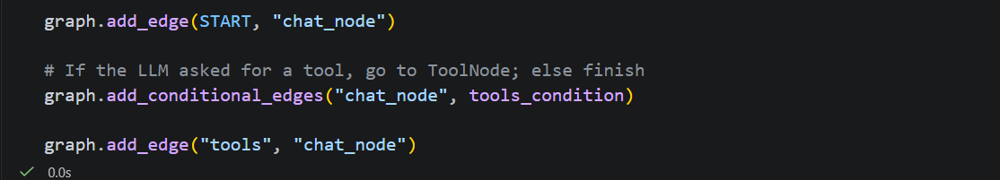 graph.add_edge(START, "chat_node")
# If the LLM asked for a tool, go to ToolNode; else finish
graph.add_conditional_edges("chat_node", tools_condition)
graph.add_edge("tools", "chat_node")
0.0s